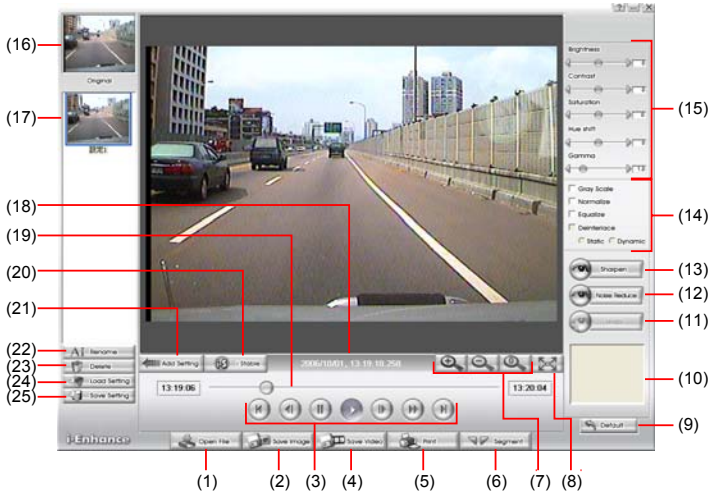 (16)
Original
(17)
(18)
(19)
(20)
(21)
(22)
(23)
(24)
(25)
Rename
Delete
Load Setting
Save Setting
Add Setting
Stable
2006/10/01, 13:19:18.258
13:19:06
13:20:04
i-Enhance
Open File
Save Image
Save Video
Print
Segment
Brightness
Contrast
Saturation
Hue shift
Gamma
Gray Scale
Normalize
Equalize
Deinterlace
Static
Dynamic
Sharpen
Noise Reduce
Default
(15)
(14)
(13)
(12)
(11)
(10)
(9)
(1)
(2)
(3)
(4)
(5)
(6)
(7)
(8)